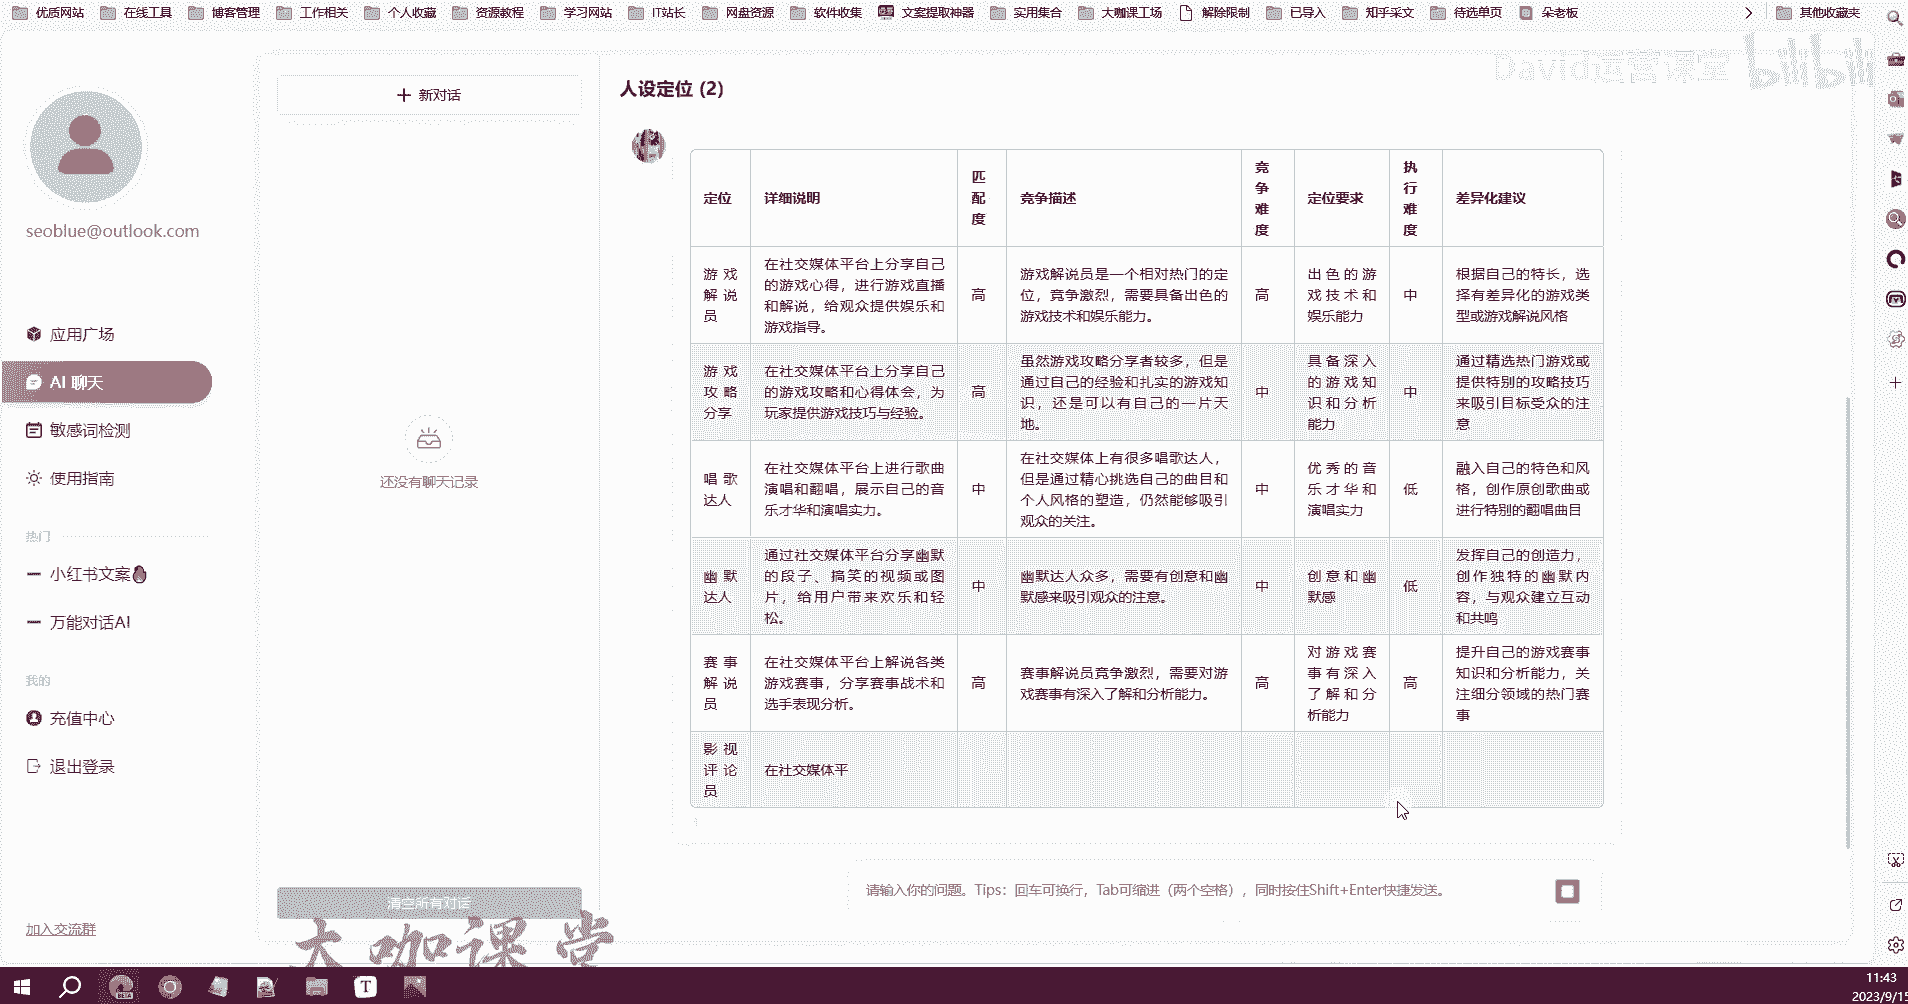 优质网站 在线工具 博客管理 工作相关 个人收藏 资源教程 学习网站 IT站长 网盘资源 软件收集 文案提取神器 实用集合 大咖课工场 解除限制 已导入 知乎采文 待选单页 朵老板 其他收藏夹
David运营课堂 bilibili
人设定位 (2)
+ 新对话
seoblue@outlook.com
应用广场
AI 聊天
敏感词检测
使用指南
热门
小红书文案
万能对话AI
我的
充值中心
退出登录
加入交流群
还没有聊天记录
清空所有对话
大咖课堂
定位 详细说明 匹配度 竞争描述 竞争难度 定位要求 执行难度 差异化建议
游戏
解说
员
在社交媒体平台上分享自己
的游戏心得，进行游戏直播
和解说，给观众提供娱乐和
游戏指导。
高
游戏解说员是一个相对热门的定
位，竞争激烈，需要具备出色的
游戏技术和娱乐能力。
高
出色的游
戏技术和
娱乐能力
中
根据自己的特长，选
择有差异化的游戏类
型或游戏解说风格
游戏
攻略
分享
在社交媒体平台上分享自己
的游戏攻略和心得体会，为
玩家提供游戏技巧与经验。
高
虽然游戏攻略分享者较多，但是
通过自己的经验和扎实的游戏知
识，还是可以有自己的一片天
地。
中
具备深入
的游戏知
识和分析
能力
中
通过精选热门游戏或
提供特别的攻略技巧
来吸引目标受众的注
意
唱歌
达人
在社交媒体平台上进行歌曲
演唱和翻唱，展示自己的音
乐才华和演唱实力。
中
在社交媒体上有很多唱歌达人，
但是通过精心挑选自己的曲目和
个人风格的塑造，仍然能够吸引
观众的关注。
中
优秀的音
乐才华和
演唱实力
低
融入自己的特色和风
格，创作原创歌曲或
进行特别的翻唱曲目
幽默
达人
通过社交媒体平台分享幽默
的段子、搞笑的视频或图
片，给用户带来欢乐和轻
松。
中
幽默达人众多，需要有创意和幽
默感来吸引观众的注意。
中
创意和幽
默感
低
发挥自己的创造力，
创作独特的幽默内
容，与观众建立互动
和共鸣
赛事
解说
员
在社交媒体平台上解说各类
游戏赛事，分享赛事战术和
选手表现分析。
高
赛事解说员竞争激烈，需要对游
戏赛事有深入了解和分析能力。
高
对游戏赛
事有深入
了解和分
析能力
高
提升自己的游戏赛事
知识和分析能力，关
注细分领域的热门赛
事
影视
评论
员
在社交媒体平
请输入你的问题。Tips：回车可换行，Tab可缩进（两个空格），同时按住Shift+Enter快捷发送。
11:43
2023/9/15